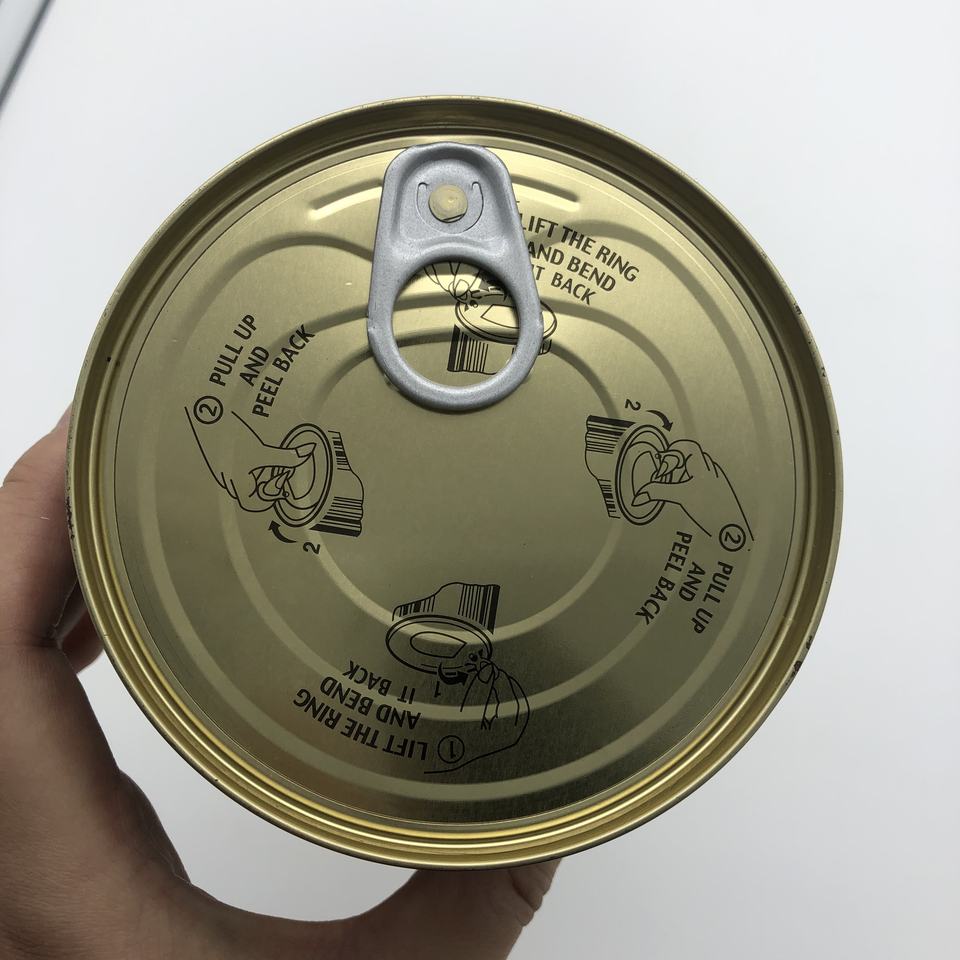 LIFT THE RING
AND BEND
IT BACK
② PULL UP
AND
PEEL BACK
2
2
② PULL UP
AND
PEEL BACK
1
① LIFT THE RING
AND BEND
IT BACK